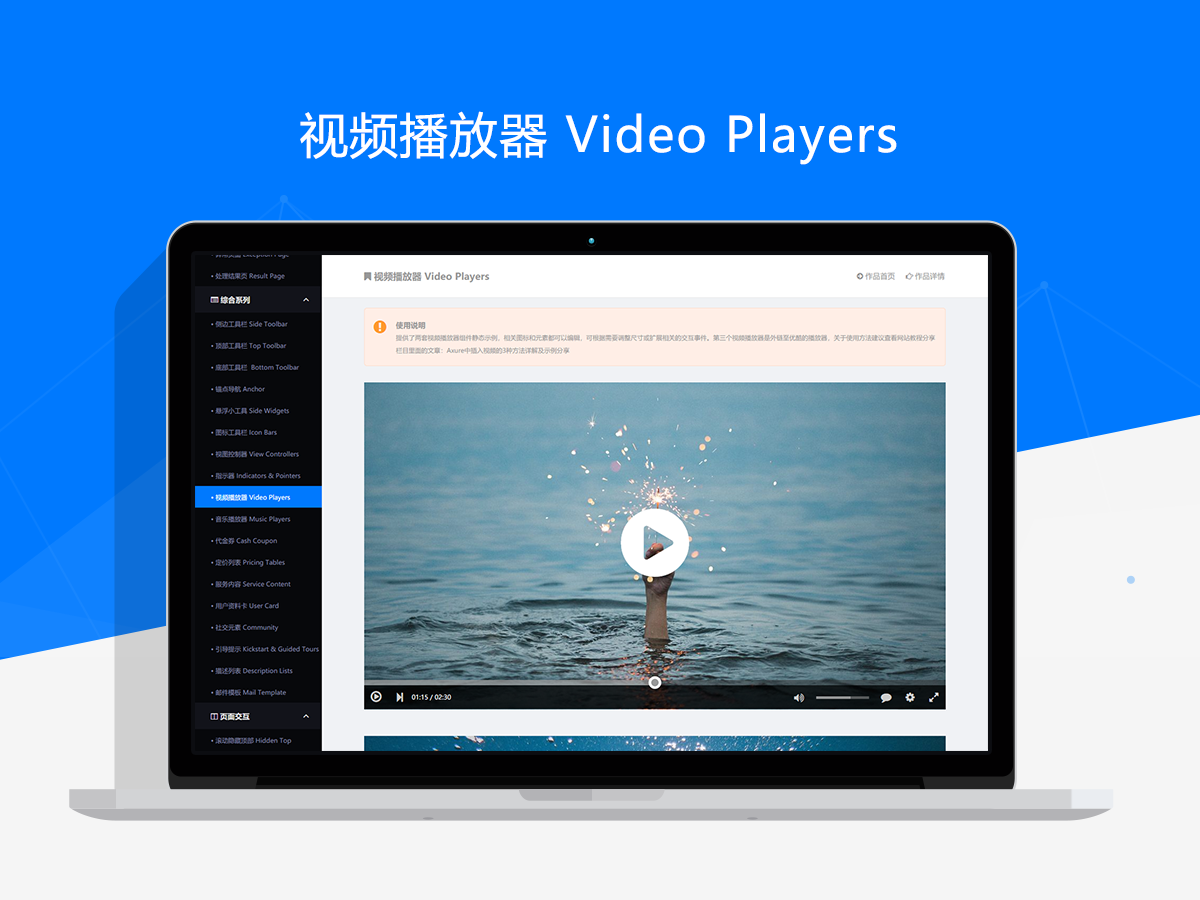 视频播放器 Video Players
• 处理结果页 Result Page
综合系列
• 侧边工具栏 Side Toolbar
• 顶部工具栏 Top Toolbar
• 底部工具栏 Bottom Toolbar
• 锚点导航 Anchor
• 悬浮小工具 Side Widgets
• 图标工具栏 Icon Bars
• 视图控制器 View Controllers
• 指示器 Indicators & Pointers
• 视频播放器 Video Players
• 音乐播放器 Music Players
• 代金券 Cash Coupon
• 定价列表 Pricing Tables
• 服务内容 Service Content
• 用户资料卡 User Card
• 社交元素 Community
• 引导提示 Kickstart & Guided Tours
• 描述列表 Description Lists
• 邮件模板 Mail Template
页面交互
• 滚动隐藏顶部 Hidden Top
视频播放器 Video Players
作品首页 作品详情
使用说明
提供了两套视频播放器组件静态示例，相关图标和元素都可以编辑，可根据需要调整尺寸或扩展相关的交互事件。第三个视频播放器是外链至优酷的播放器，关于使用方法建议查看网站教程分享
栏目里面的文章：Axure中插入视频的3种方法详解及示例分享
01:15 / 02:30